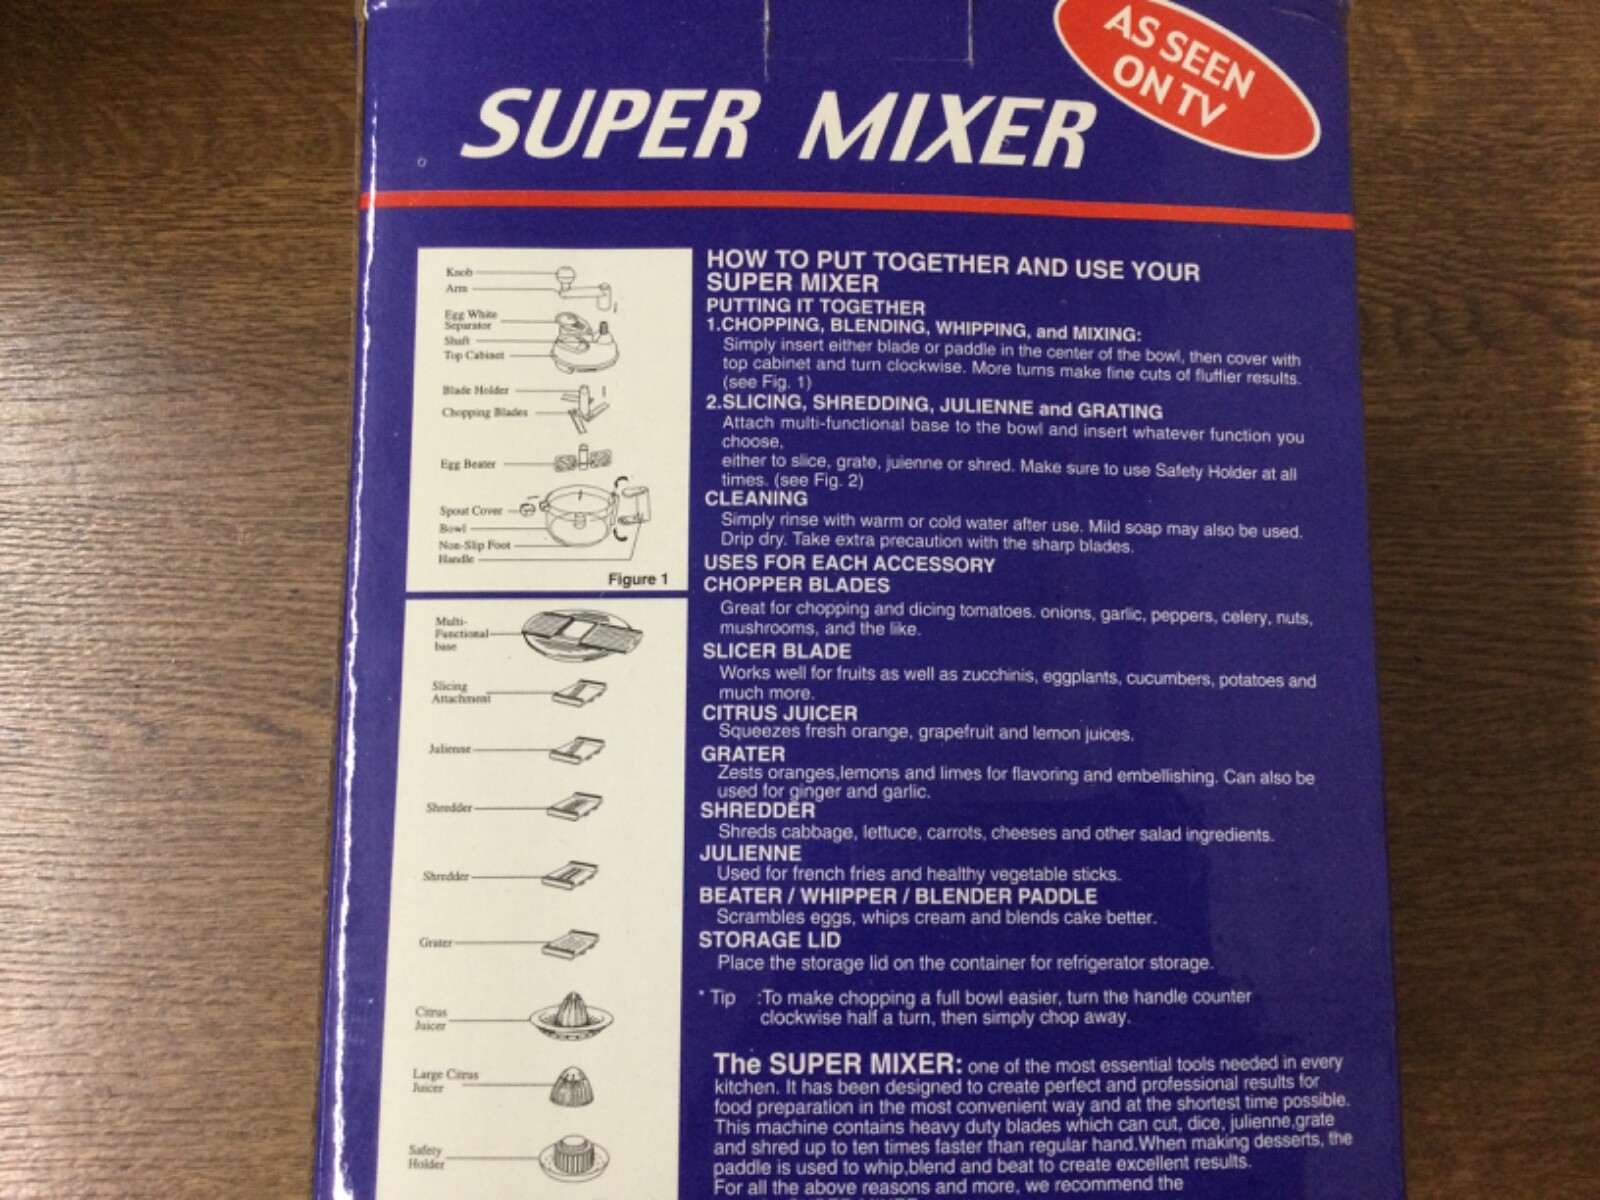 AS SEEN
ON TV
SUPER MIXER
Knob
Arm
Egg White
Separator
Shaft
Top Cabinet
Blade Holder
Chopping Blades
Egg Beater
Spout Cover
Bowl
Non-Slip Foot
Handle
Figure 1
Multi-
Functional
base
Slicing
Attachment
Julienne
Shredder
Shredder
Grater
Citrus
Juicer
Large Citrus
Juicer
Safety
Holder
HOW TO PUT TOGETHER AND USE YOUR
SUPER MIXER
PUTTING IT TOGETHER
1.CHOPPING, BLENDING, WHIPPING, and MIXING:
Simply insert either blade or paddle in the center of the bowl, then cover with
top cabinet and turn clockwise. More turns make fine cuts of fluffier results.
(see Fig. 1)
2.SLICING, SHREDDING, JULIENNE and GRATING
Attach multi-functional base to the bowl and insert whatever function you
choose,
either to slice, grate, juienne or shred. Make sure to use Safety Holder at all
times. (see Fig. 2)
CLEANING
Simply rinse with warm or cold water after use. Mild soap may also be used.
Drip dry. Take extra precaution with the sharp blades.
USES FOR EACH ACCESSORY
CHOPPER BLADES
Great for chopping and dicing tomatoes. onions, garlic, peppers, celery, nuts,
mushrooms, and the like.
SLICER BLADE
Works well for fruits as well as zucchinis, eggplants, cucumbers, potatoes and
much more.
CITRUS JUICER
Squeezes fresh orange, grapefruit and lemon juices.
GRATER
Zests oranges,lemons and limes for flavoring and embellishing. Can also be
used for ginger and garlic.
SHREDDER
Shreds cabbage, lettuce, carrots, cheeses and other salad ingredients.
JULIENNE
Used for french fries and healthy vegetable sticks.
BEATER / WHIPPER / BLENDER PADDLE
Scrambles eggs, whips cream and blends cake better.
STORAGE LID
Place the storage lid on the container for refrigerator storage.
* Tip :To make chopping a full bowl easier, turn the handle counter
clockwise half a turn, then simply chop away.
The SUPER MIXER: one of the most essential tools needed in every
kitchen. It has been designed to create perfect and professional results for
food preparation in the most convenient way and at the shortest time possible.
This machine contains heavy duty blades which can cut, dice, julienne,grate
and shred up to ten times faster than regular hand.When making desserts, the
paddle is used to whip,blend and beat to create excellent results.
For all the above reasons and more, we recommend the